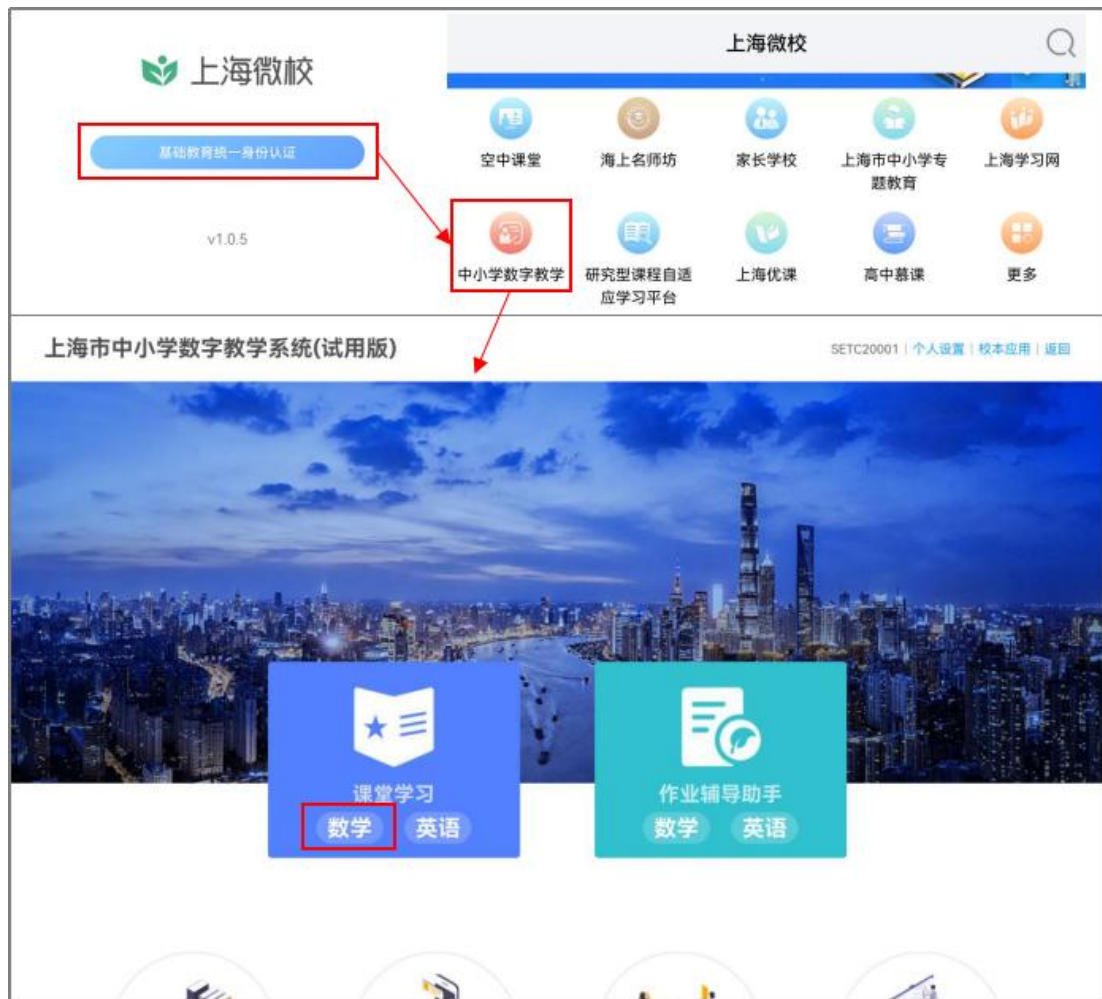 上海微校
基础教育统一身份认证
v1.0.5
上海微校
空中课堂
海上名师坊
家长学校
上海市中小学专
题教育
上海学习网
中小学数字教学
研究型课程自适
应学习平台
上海优课
高中慕课
更多
上海市中小学数字教学系统(试用版)
SETC20001 | 个人设置 | 校本应用 | 返回
课堂学习
数学 英语
作业辅导助手
数学 英语